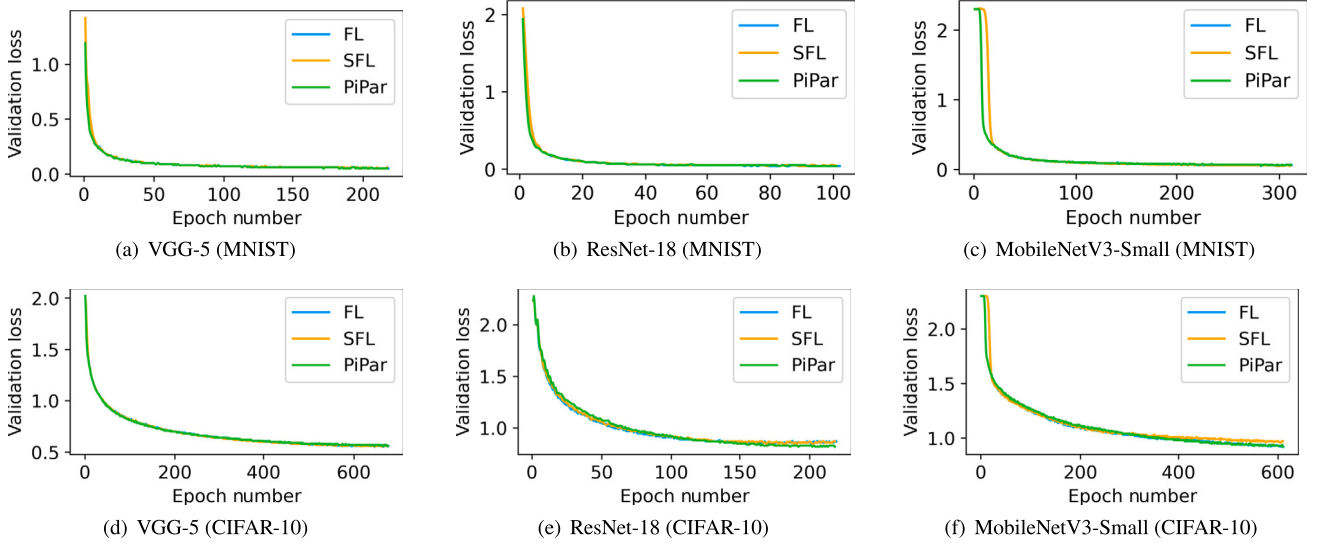 Validation loss
1.0
0.5
0.0
FL
SFL
PiPar
0
50
100
150
200
Epoch number
(a) VGG-5 (MNIST)
Validation loss
2
1
0
FL
SFL
PiPar
0
20
40
60
80
100
Epoch number
(b) ResNet-18 (MNIST)
Validation loss
2
1
0
FL
SFL
PiPar
0
100
200
300
Epoch number
(c) MobileNetV3-Small (MNIST)
Validation loss
2.0
1.5
1.0
0.5
FL
SFL
PiPar
0
200
400
600
Epoch number
(d) VGG-5 (CIFAR-10)
Validation loss
2.0
1.5
1.0
FL
SFL
PiPar
0
50
100
150
200
Epoch number
(e) ResNet-18 (CIFAR-10)
Validation loss
2.0
1.5
1.0
FL
SFL
PiPar
0
200
400
600
Epoch number
(f) MobileNetV3-Small (CIFAR-10)